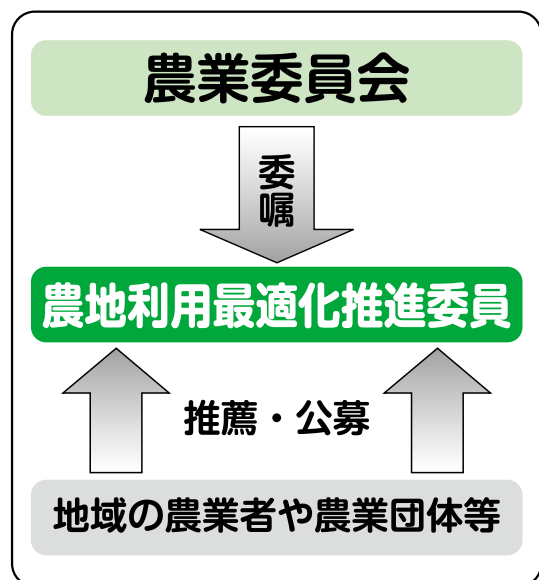 農業委員会
委嘱
農地利用最適化推進委員
推薦・公募
地域の農業者や農業団体等